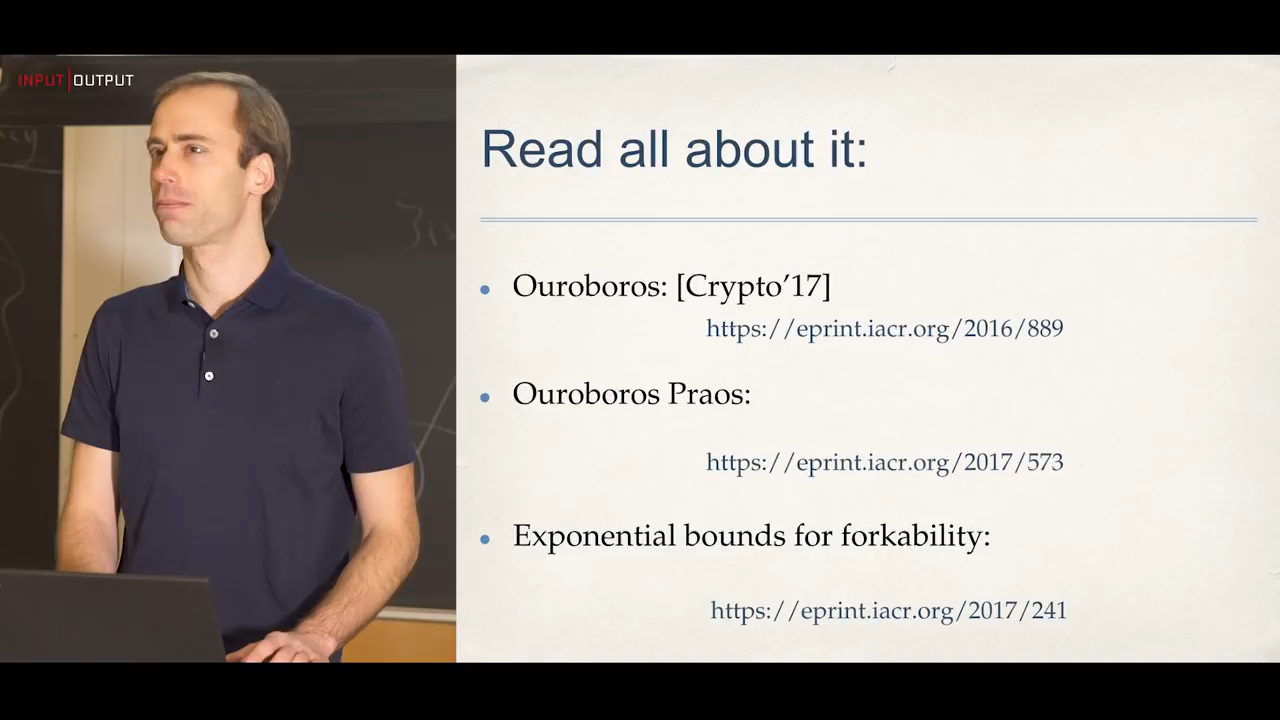 INPUT|OUTPUT
Read all about it:
• Ouroboros: [Crypto’17]
https://eprint.iacr.org/2016/889
• Ouroboros Praos:
https://eprint.iacr.org/2017/573
• Exponential bounds for forkability:
https://eprint.iacr.org/2017/241